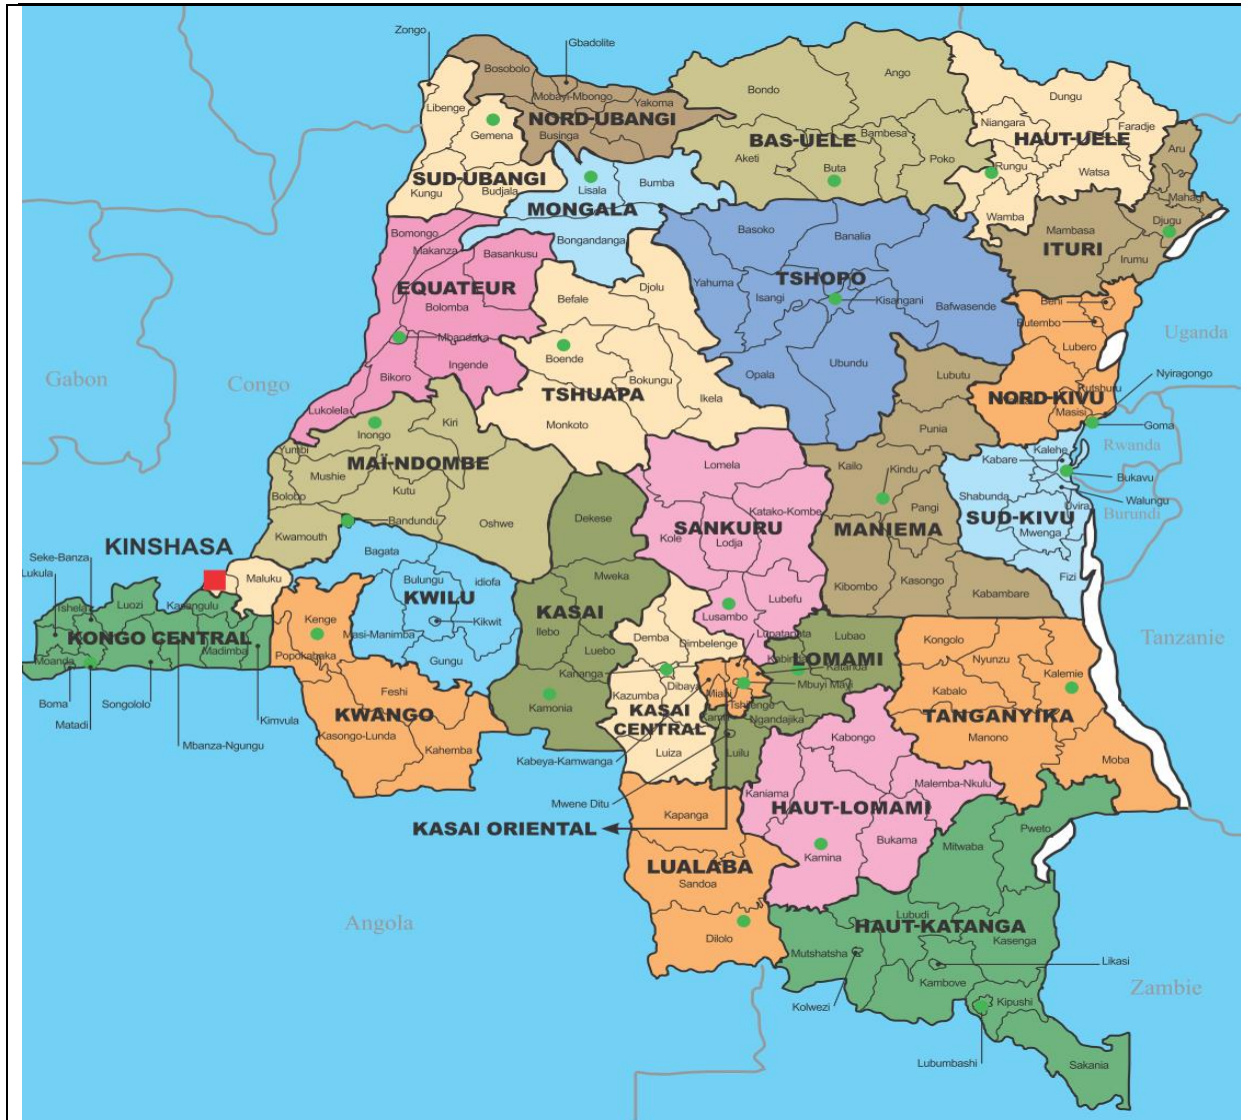 Zongo
Gbadolite
Bosobolo
Mobayi-Mbongo
Yakoma
Libenge
Gemena
NORD-UBANGI
Businga
SUD-UBANGI
Kungu
Budjala
Bondo
Ango
BAS-UELE
Bambesa
Aketi
Buta
Poko
Dungu
Niangara
Faradje
HAUT-UELE
Rungu
Watsa
Wamba
Aru
Mahagi
Djugu
Mambasa
ITURI
Irumu
Lisala
Bumba
MONGALA
Bongandanga
Bomongo
Makanza
Basankusu
EQUATEUR
Bolomba
Mbandaka
Ingende
Bikoro
Lukolela
Basoko
Banalia
TSHOPO
Yahuma
Isangi
Kisangani
Bafwasende
Opala
Ubundu
Djolu
Befale
Boende
Bokungu
TSHUAPA
Ikela
Monkoto
Beni
Butembo
Lubero
Rutshuru
NORD-KIVU
Masisi
Nyiragongo
Goma
Uganda
Gabon
Congo
Rwanda
Burundi
Tanzanie
Lubutu
Punia
Kailo
Kindu
Pangi
MANIEMA
Kibombo
Kasongo
Kabambare
Kalehe
Kabare
Bukavu
Walungu
Shabunda
Uvira
SUD-KIVU
Mwenga
Fizi
Inongo
Kiri
Yumbi
MAÏ-NDOMBE
Mushie
Kutu
Bolobo
Oshwe
Bandundu
Kwamouth
Lomela
Katako-Kombe
SANKURU
Kole
Lodja
Lubefu
Lusambo
Dekese
Mweka
KASAI
Ilebo
Luebo
Kamonia
KINSHASA
Maluku
Seke-Banza
Lukula
Tshela
Luozi
Kasangulu
KONGO CENTRAL
Madimba
Moanda
Boma
Matadi
Songololo
Mbanza-Ngungu
Kimvula
Bagata
Bulungu
idiofa
KWILU
Kikwit
Masi-Manimba
Gungu
Kenge
Popokabaka
Feshi
KWANGO
Kasongo-Lunda
Kahemba
Demba
Dimbelenge
Kananga
Dibaya
Kazumba
KASAI
CENTRAL
Luiza
Kabeya-Kamwanga
Mwene Ditu
KASAI ORIENTAL
Lupatapata
Miabi
Tshilenge
Mbuyi Mayi
Lubao
Kabinda
LOMAMI
Katanda
Kamiji
Ngandajika
Luilu
Kongolo
Nyunzu
Kalemie
Kabalo
TANGANYIKA
Manono
Moba
Kabongo
Kaniama
Malemba-Nkulu
HAUT-LOMAMI
Bukama
Kamina
Kapanga
LUALABA
Sandoa
Dilolo
Pweto
Mitwaba
Lubudi
HAUT-KATANGA
Kasenga
Mutshatsha
Likasi
Kambove
Kolwezi
Kipushi
Lubumbashi
Sakania
Angola
Zambie